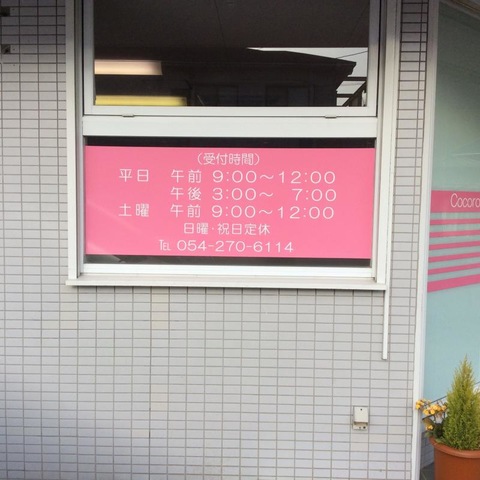 (受付時間)
平日 午前 9:00～12:00
午後 3:00～ 7:00
土曜 午前 9:00～12:00
日曜・祝日定休
TEL 054-270-6114
Cocoro